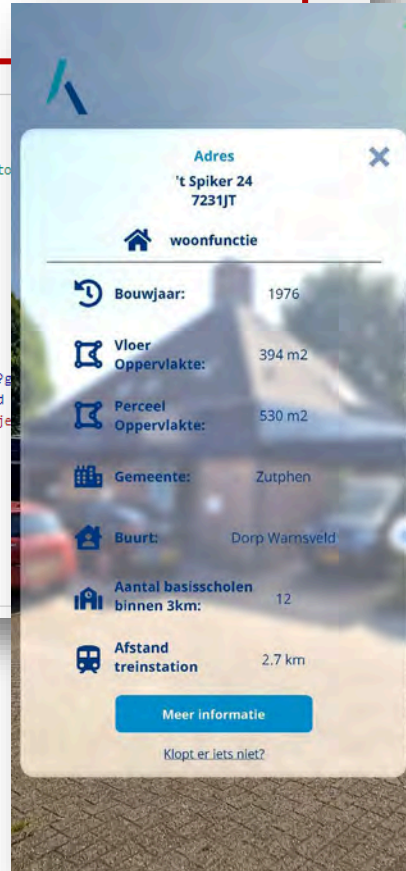 Adres
't Spiker 24
7231JT
woonfunctie
Bouwjaar: 1976
Vloer
Oppervlakte: 394 m2
Perceel
Oppervlakte: 530 m2
Gemeente: Zutphen
Buurt: Dorp Warnsveld
Aantal basisscholen
binnen 3km: 12
Afstand
treinstation 2.7 km
Meer informatie
Klopt er iets niet?